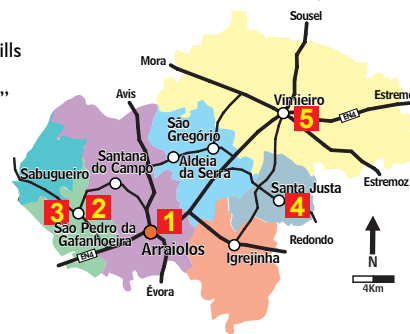 Sousel
ills
Mora
”
Avis
Estremo
Vimieiro
EN4
5
São
Gregório
Santana
do Campo
Aldeia
da Serra
Sabugueiro
Estremoz
Santa Justa
3
2
1
4
São Pedro da
Gafanhoeira
Arraiolos
Redondo
EN4
Igrejinha
N
4Km
Évora